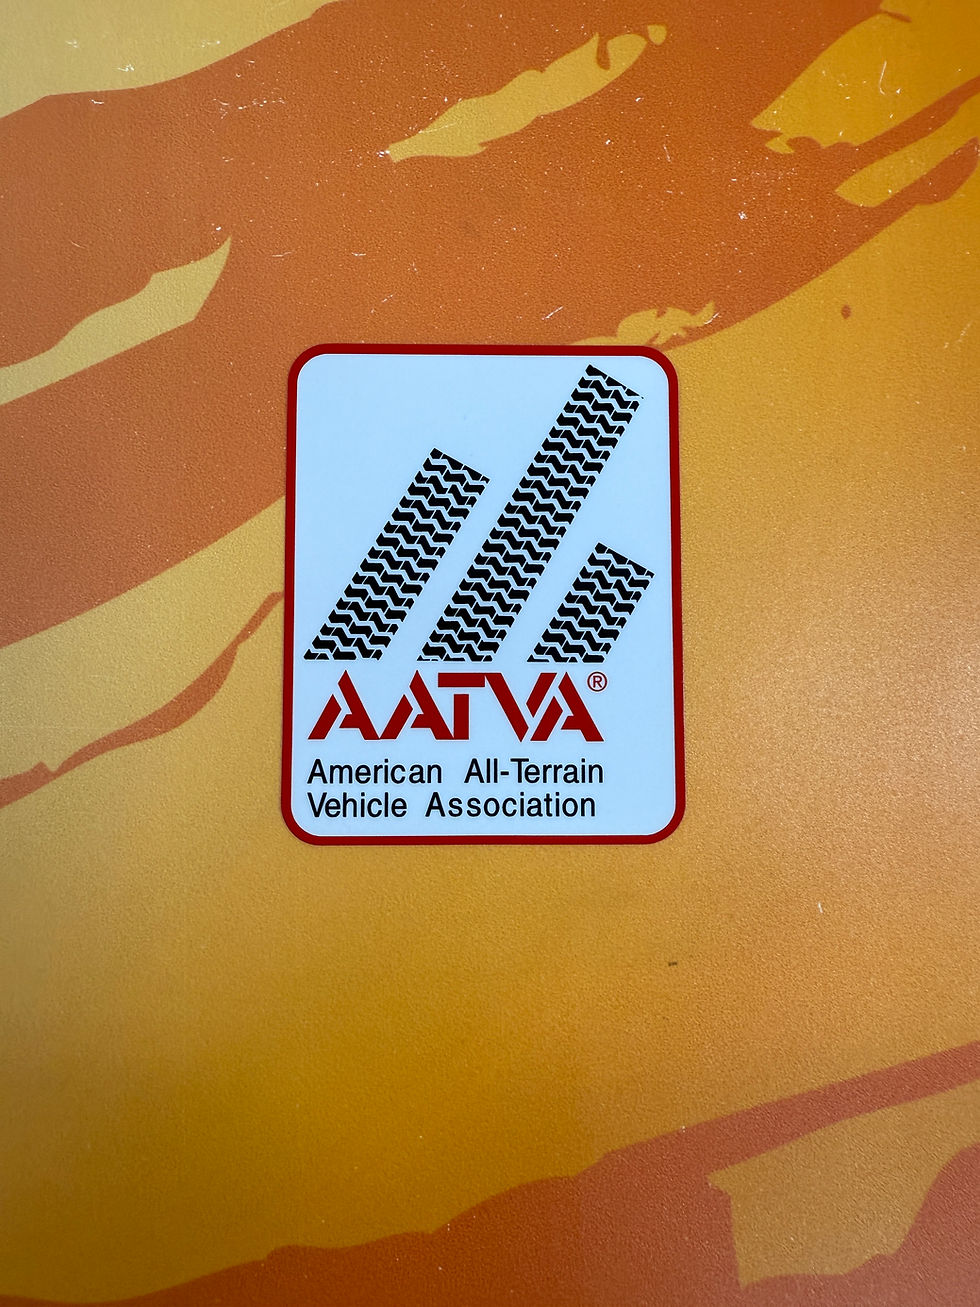 AATVA®
American All-Terrain
Vehicle Association